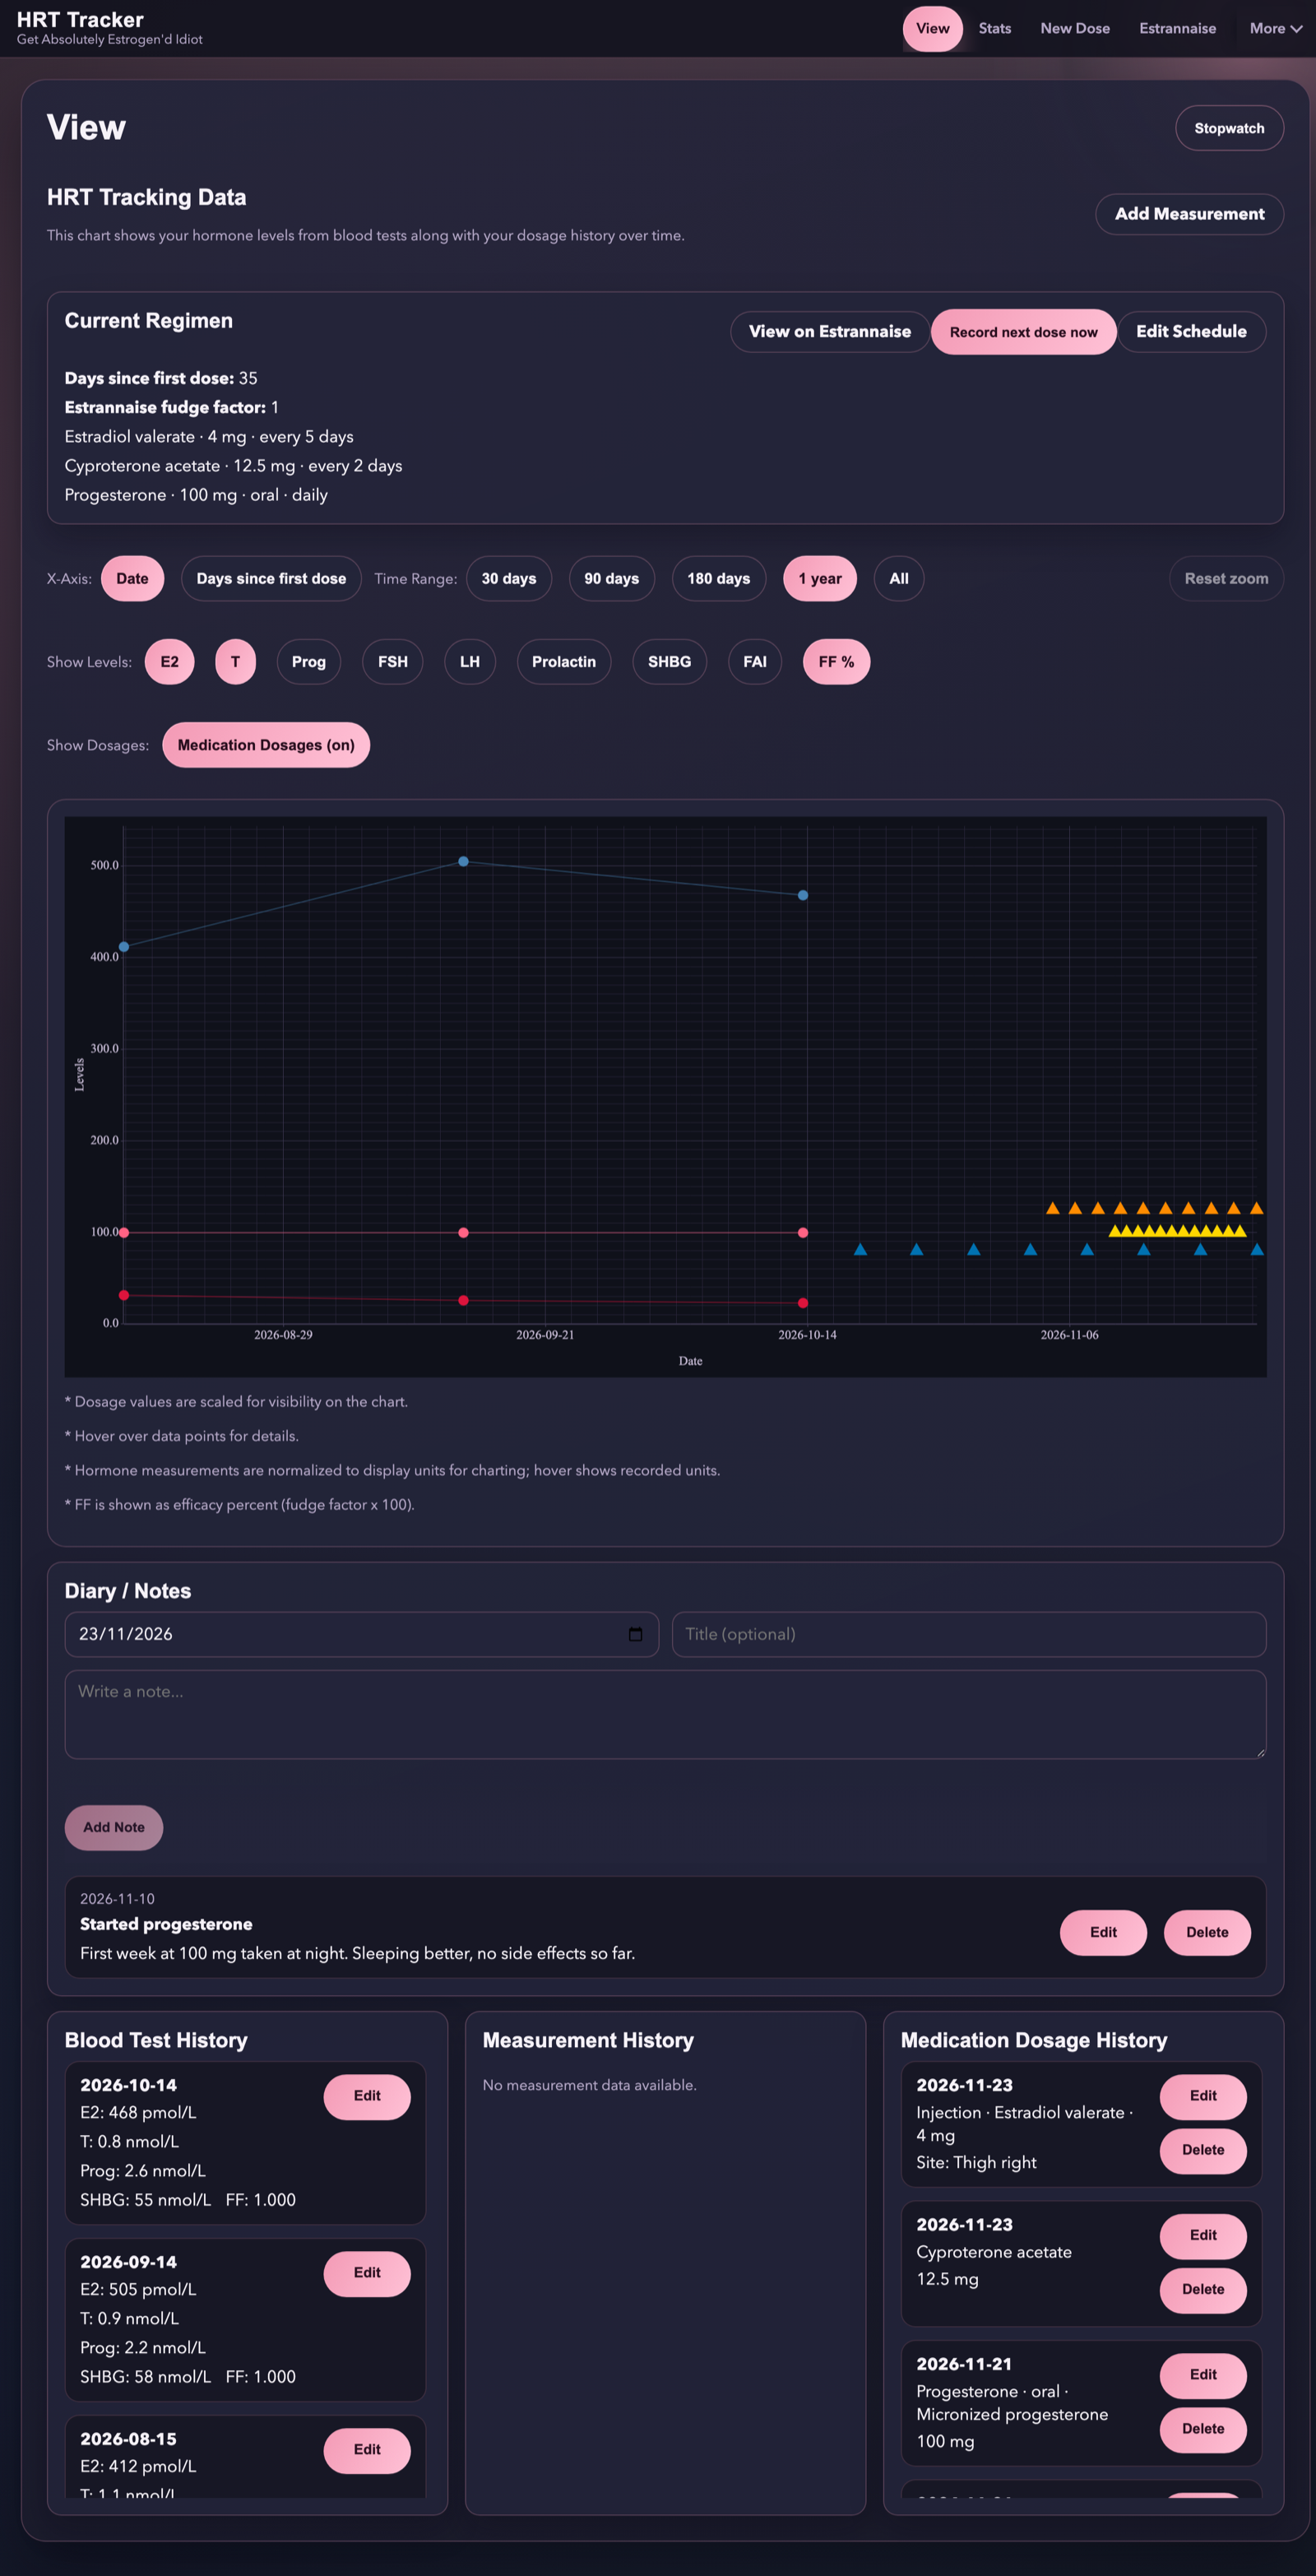 HRT Tracker
Get Absolutely Estrogen'd Idiot
View
Stats
New Dose
Estrannaise
More
View
Stopwatch
HRT Tracking Data
Add Measurement
This chart shows your hormone levels from blood tests along with your dosage history over time.
Current Regimen
View on Estrannaise
Record next dose now
Edit Schedule
Days since first dose: 35
Estrannaise fudge factor: 1
Estradiol valerate · 4 mg · every 5 days
Cyproterone acetate · 12.5 mg · every 2 days
Progesterone · 100 mg · oral · daily
X-Axis: Date Days since first dose Time Range: 30 days 90 days 180 days 1 year All Reset zoom
Show Levels: E2 T Prog FSH LH Prolactin SHBG FAI FF %
Show Dosages: Medication Dosages (on)
500.0
400.0
300.0
Levels
200.0
100.0
0.0
2026-08-29 2026-09-21 2026-10-14 2026-11-06
Date
* Dosage values are scaled for visibility on the chart.
* Hover over data points for details.
* Hormone measurements are normalized to display units for charting; hover shows recorded units.
* FF is shown as efficacy percent (fudge factor x 100).
Diary / Notes
23/11/2026
Title (optional)
Write a note...
Add Note
2026-11-10
Started progesterone
First week at 100 mg taken at night. Sleeping better, no side effects so far.
Edit
Delete
Blood Test History
2026-10-14
Edit
E2: 468 pmol/L
T: 0.8 nmol/L
Prog: 2.6 nmol/L
SHBG: 55 nmol/L FF: 1.000
2026-09-14
Edit
E2: 505 pmol/L
T: 0.9 nmol/L
Prog: 2.2 nmol/L
SHBG: 58 nmol/L FF: 1.000
2026-08-15
Edit
E2: 412 pmol/L
T: 1.1 nmol/L
Measurement History
No measurement data available.
Medication Dosage History
2026-11-23
Injection · Estradiol valerate ·
4 mg
Site: Thigh right
Edit
Delete
2026-11-23
Cyproterone acetate
12.5 mg
Edit
Delete
2026-11-21
Progesterone · oral ·
Micronized progesterone
100 mg
Edit
Delete